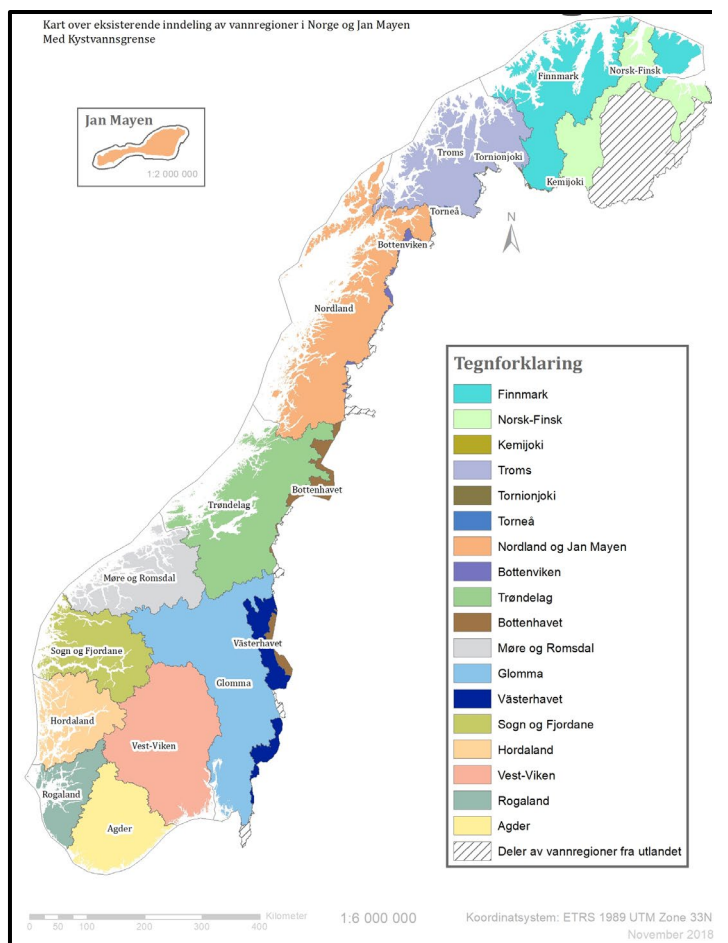 Kart over eksisterende inndeling av vannregioner i Norge og Jan Mayen
Med Kystvannsgrense
Jan Mayen
1:2 000 000
Finnmark
Norsk-Finsk
Troms
Tornionjoki
Kemijoki
Torneå
N
Bottenviken
Nordland
Bottenhavet
Trøndelag
Møre og Romsdal
Västerhavet
Sogn og Fjordane
Glomma
Hordaland
Vest-Viken
Rogaland
Agder
Tegnforklaring
Finnmark
Norsk-Finsk
Kemijoki
Troms
Tornionjoki
Torneå
Nordland og Jan Mayen
Bottenviken
Trøndelag
Bottenhavet
Møre og Romsdal
Glomma
Västerhavet
Sogn og Fjordane
Hordaland
Vest-Viken
Rogaland
Agder
Deler av vannregioner fra utlandet
Kilometer
0 50 100 200 300 400
1:6 000 000
Koordinatsystem: ETRS 1989 UTM Zone 33N
November 2018